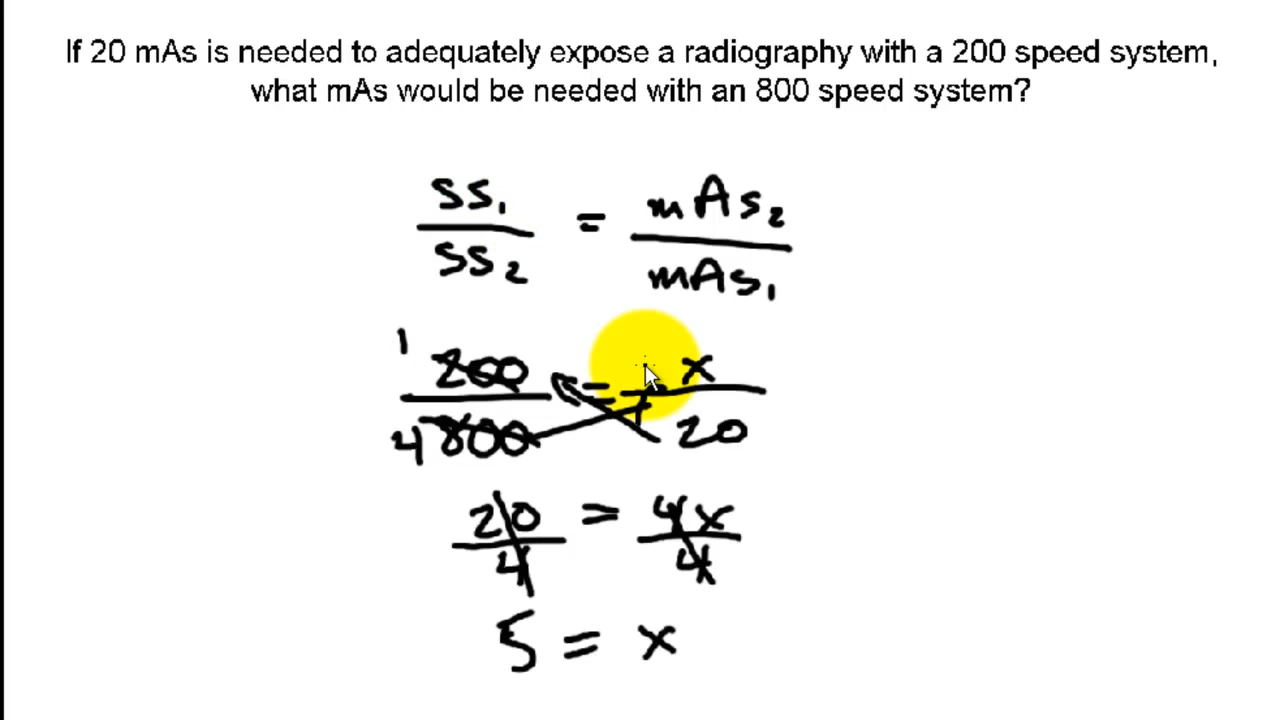 If 20 mAs is needed to adequately expose a radiography with a 200 speed system,
what mAs would be needed with an 800 speed system?
SS₁ / SS₂ = mAs₂ / mAs₁
1 200 / 4 800 = x / 20
20 / 4 = 4x / 4
5 = x